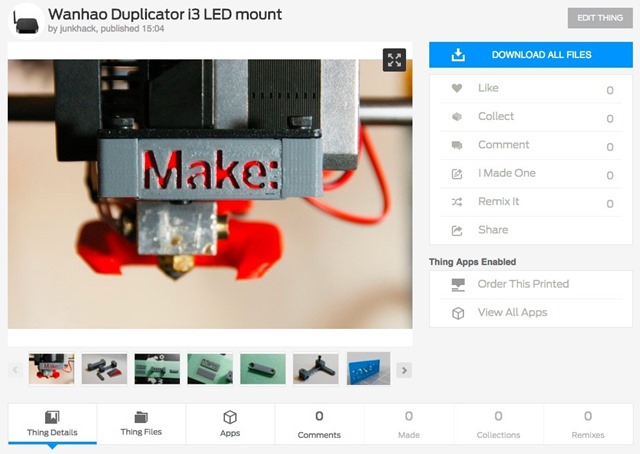 Wanhao Duplicator i3 LED mount
by junkhack, published 15:04
EDIT THING
Make:
DOWNLOAD ALL FILES
Like 0
Collect 0
Comment 0
I Made One 0
Remix It 0
Share
Thing Apps Enabled
Order This Printed
View All Apps
Make:
Thing Details
Thing Files
Apps
0
Comments
0
Made
0
Collections
0
Remixes